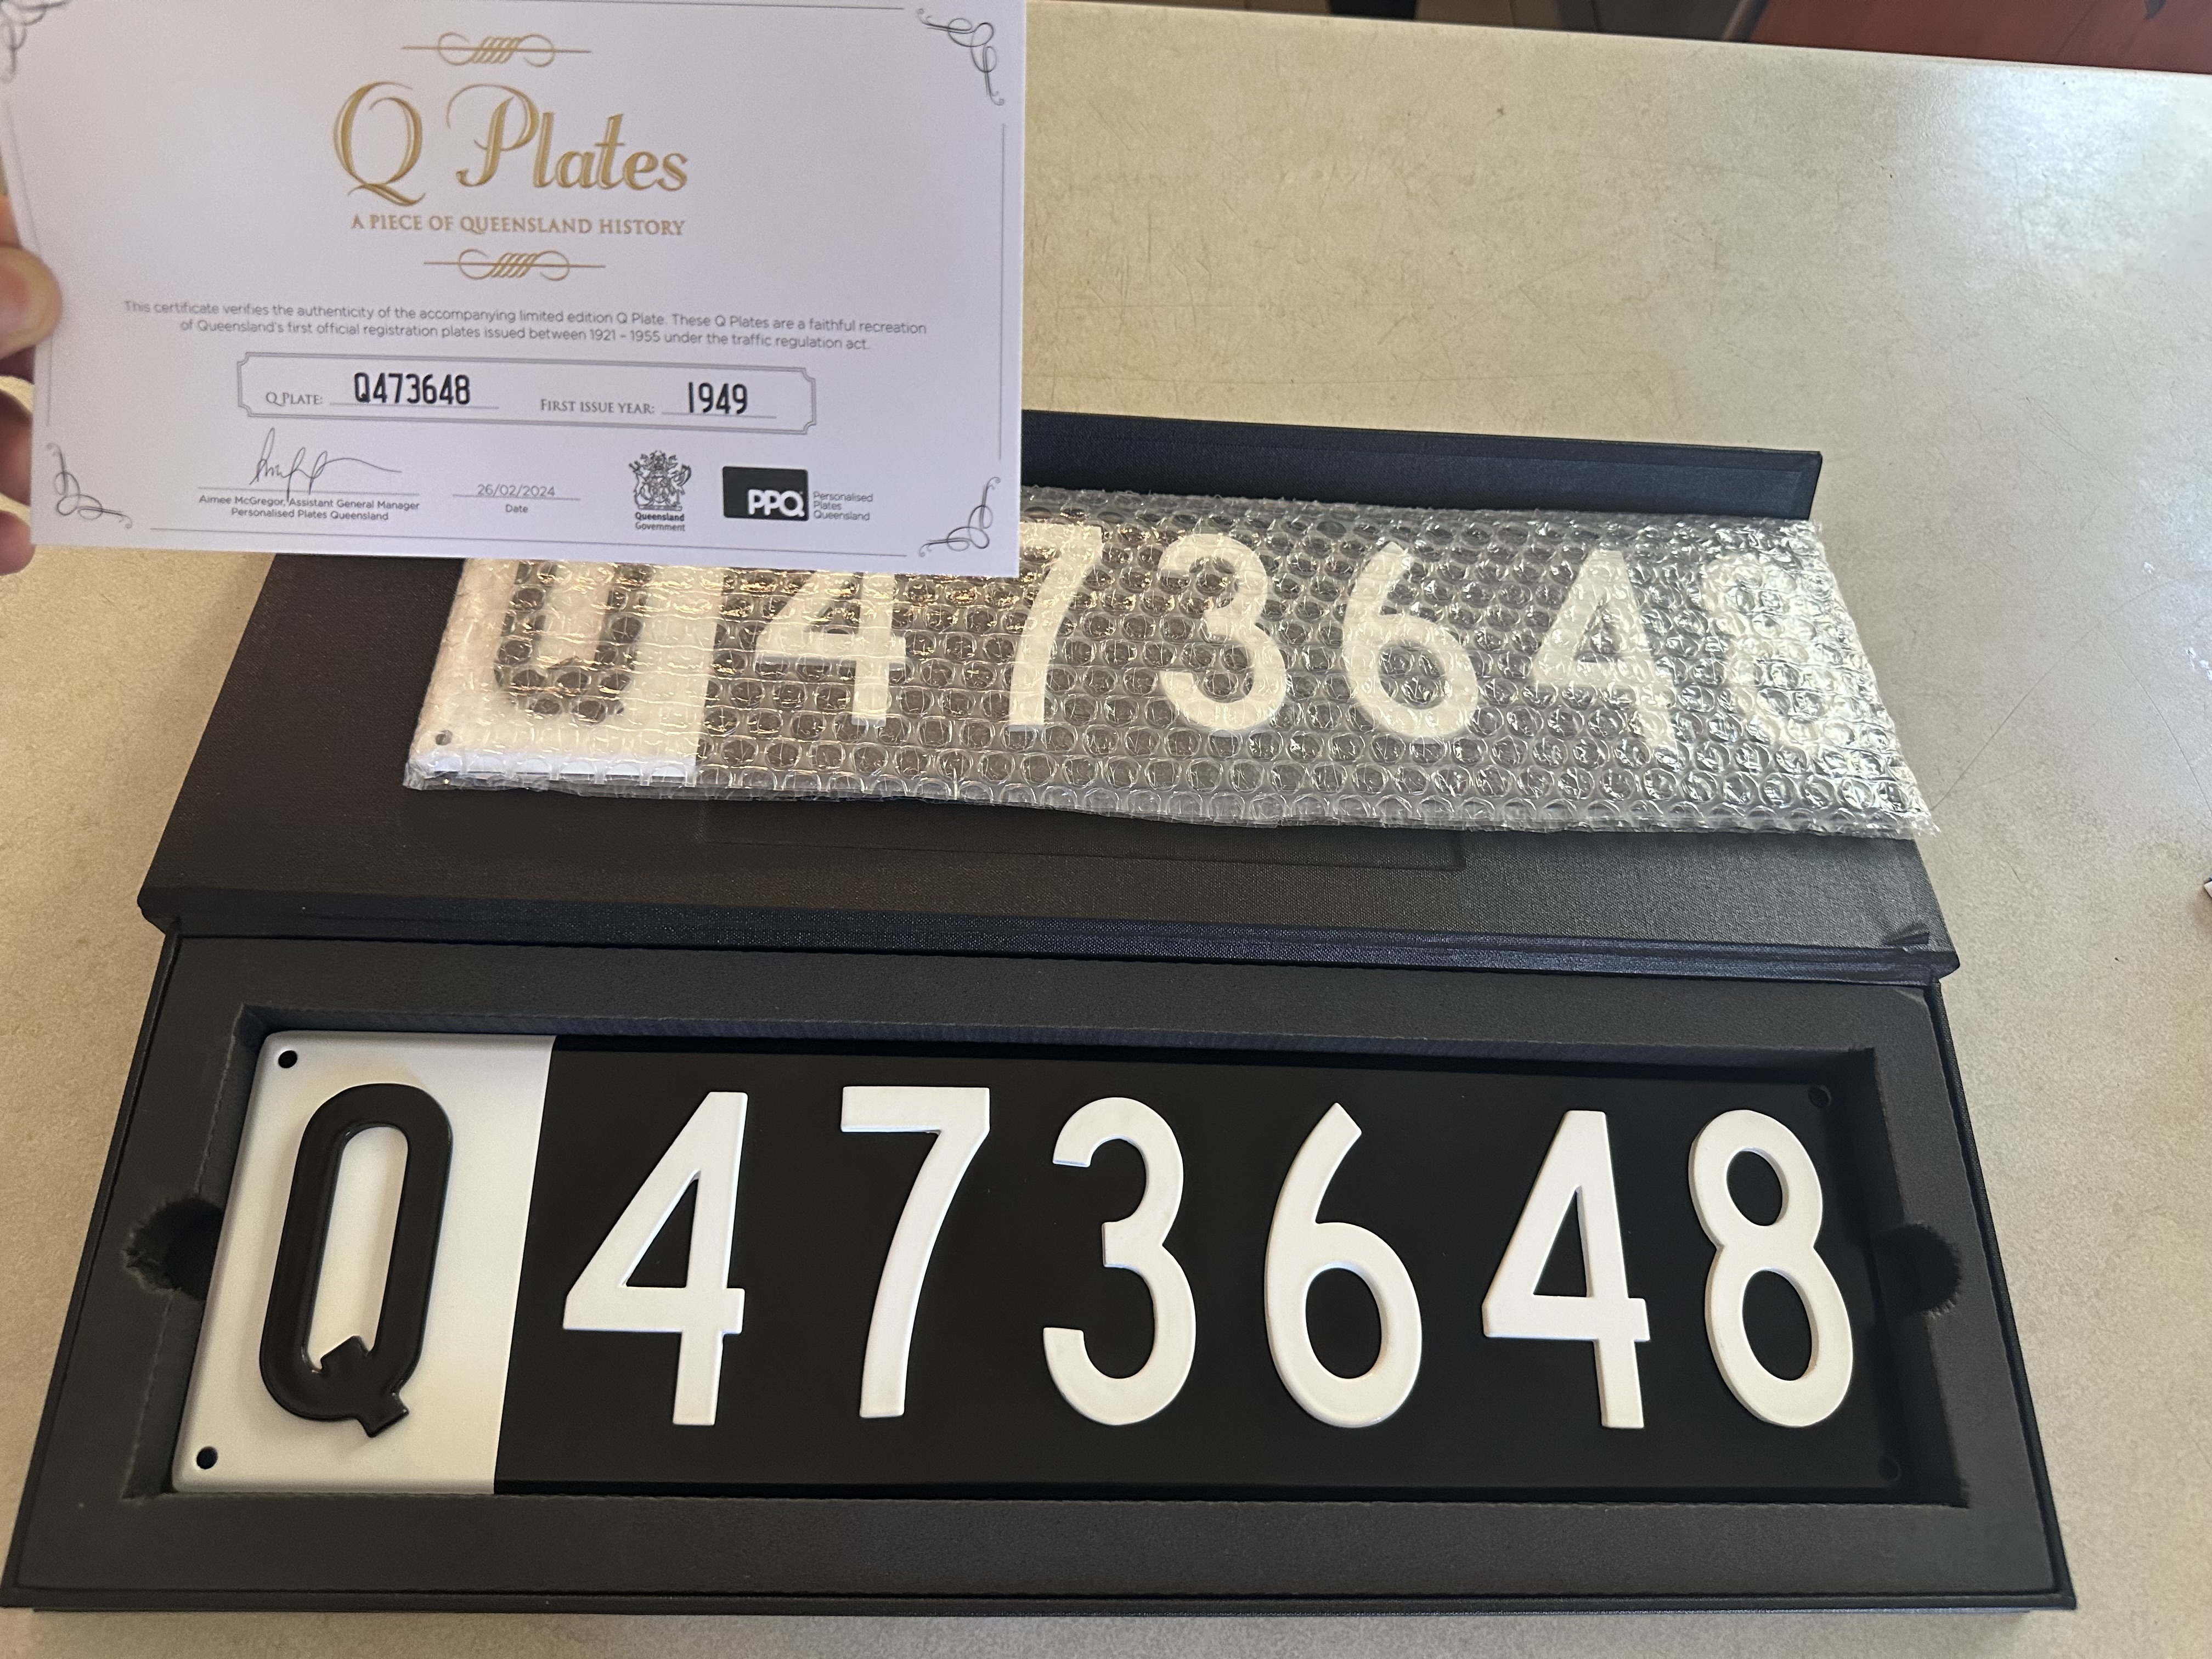 Q Plates
A PIECE OF QUEENSLAND HISTORY
This certificate verifies the authenticity of the accompanying limited edition Q Plate. These Q Plates are a faithful recreation
of Queensland's first official registration plates issued between 1921 – 1955 under the traffic regulation act.
Q PLATE: Q473648 FIRST ISSUE YEAR: 1949
26/02/2024
Aimee McGregor, Assistant General Manager
Personalised Plates Queensland
Date
Queensland
Government
PPQ
Personalised
Plates
Queensland
Q473648
Q473648